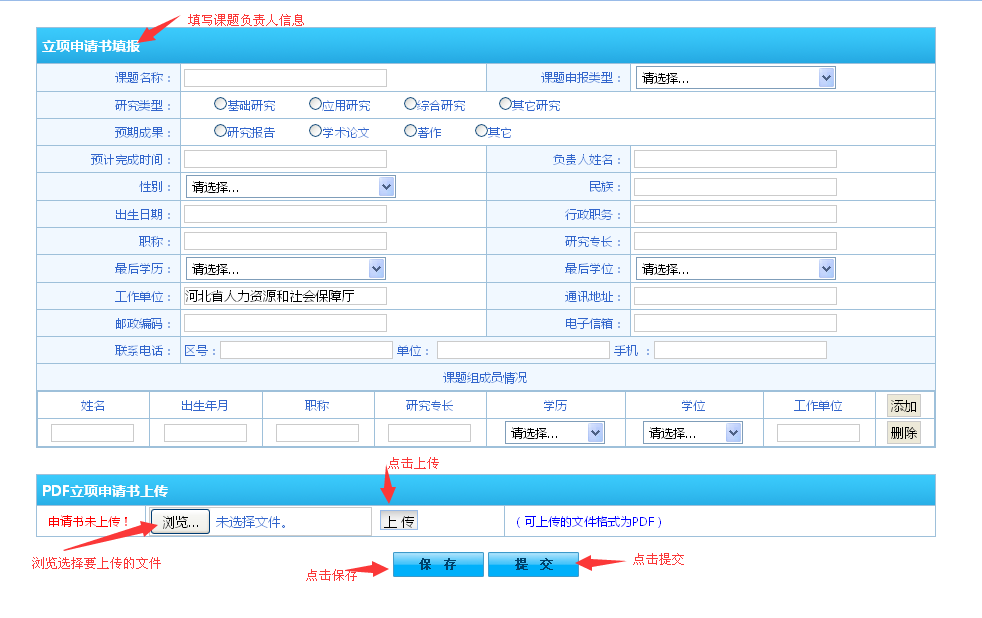 填写课题负责人信息
立项申请书填报
课题名称： 课题申报类型： 请选择...
研究类型： 基础研究 应用研究 综合研究 其它研究
预期成果： 研究报告 学术论文 著作 其它
预计完成时间： 负责人姓名：
性别： 请选择... 民族：
出生日期： 行政职务：
职称： 研究专长：
最后学历： 请选择... 最后学位： 请选择...
工作单位： 河北省人力资源和社会保障厅 通讯地址：
邮政编码： 电子信箱：
联系电话： 区号： 单位： 手机 ：
课题组成员情况
姓名 出生年月 职称 研究专长 学历 学位 工作单位 添加
请选择... 请选择... 删除
点击上传
PDF立项申请书上传
申请书未上传！ 浏览... 未选择文件。 上 传 （ 可上传的文件格式为PDF ）
浏览选择要上传的文件
点击保存 保 存 提 交 点击提交